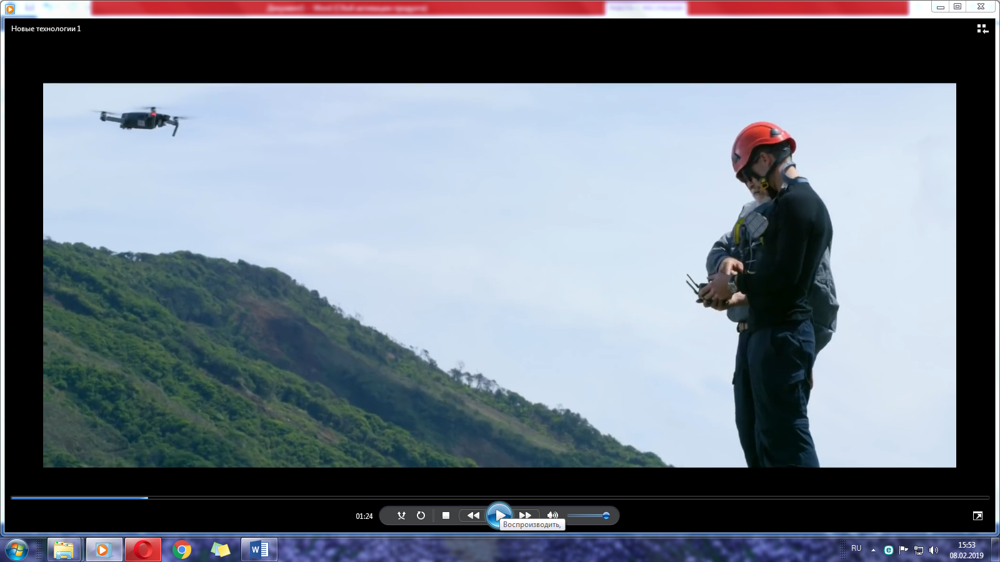 Новые технологии 1
01:24
Воспроизводить,
RU
15:53
08.02.2019